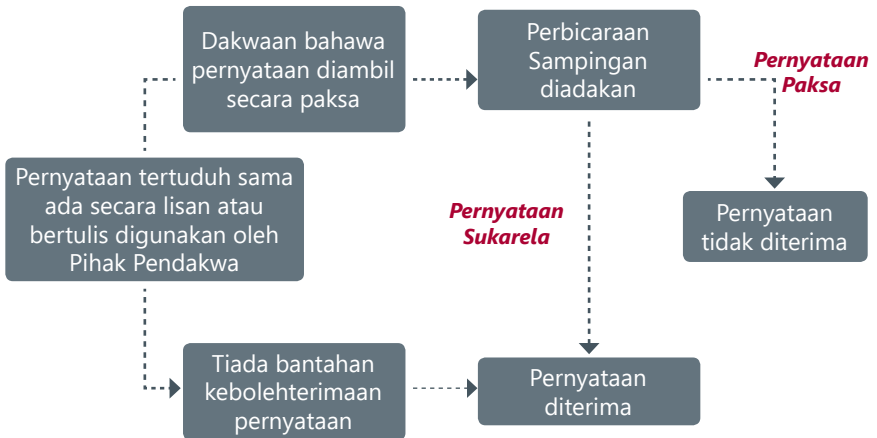 Dakwaan bahawa
pernyataan diambil
secara paksa
Perbicaraan
Sampingan
diadakan
Pernyataan
Paksa
Pernyataan tertuduh sama
ada secara lisan atau
bertulis digunakan oleh
Pihak Pendakwa
Pernyataan
Sukarela
Pernyataan
tidak diterima
Tiada bantahan
kebolehterimaan
pernyataan
Pernyataan
diterima